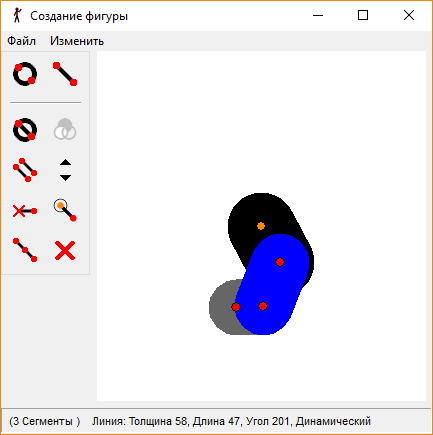 Создание фигуры
Файл Изменить
(3 Сегменты ) Линия: Толщина 58, Длина 47, Угол 201, Динамический